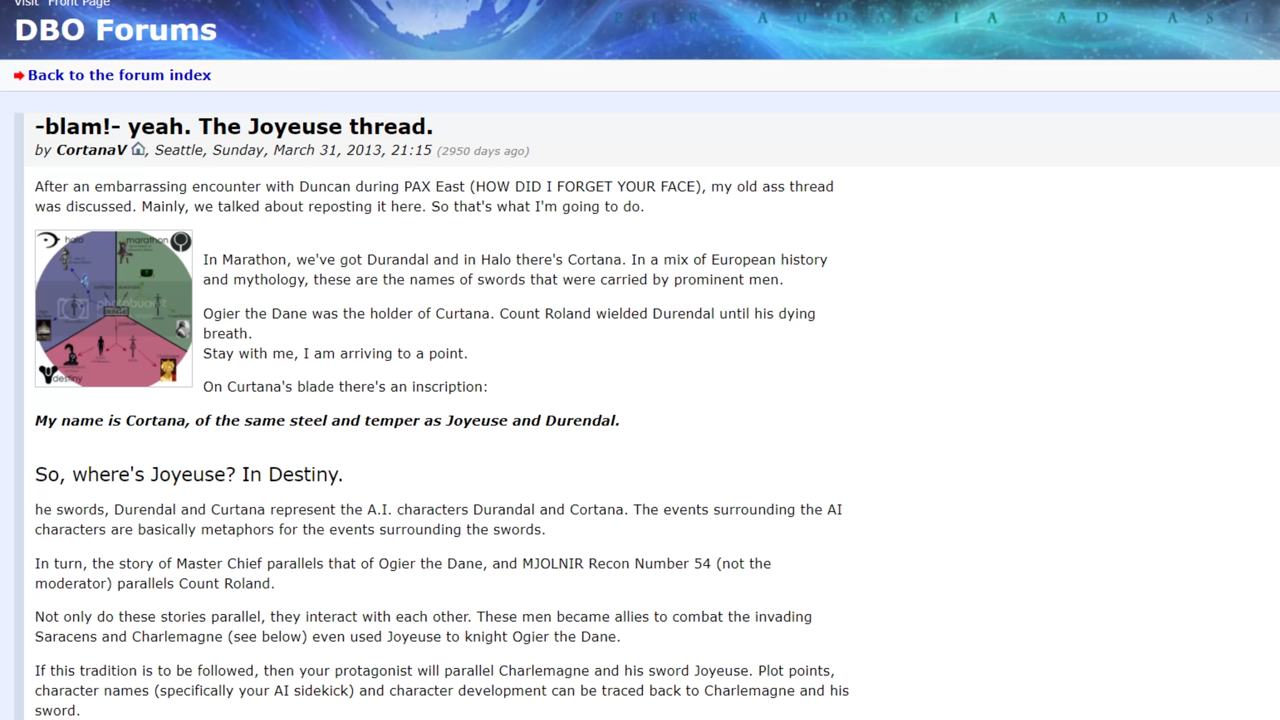 Visit Front Page
PER AUDACIA AD AST
DBO Forums
Back to the forum index
-blam!- yeah. The Joyeuse thread.
by CortanaV, Seattle, Sunday, March 31, 2013, 21:15 (2950 days ago)
After an embarrassing encounter with Duncan during PAX East (HOW DID I FORGET YOUR FACE), my old ass thread
was discussed. Mainly, we talked about reposting it here. So that's what I'm going to do.
halo
marathon
photobucket
destiny
In Marathon, we've got Durandal and in Halo there's Cortana. In a mix of European history
and mythology, these are the names of swords that were carried by prominent men.
Ogier the Dane was the holder of Curtana. Count Roland wielded Durendal until his dying
breath.
Stay with me, I am arriving to a point.
On Curtana's blade there's an inscription:
My name is Cortana, of the same steel and temper as Joyeuse and Durendal.
So, where's Joyeuse? In Destiny.
he swords, Durendal and Curtana represent the A.I. characters Durandal and Cortana. The events surrounding the AI
characters are basically metaphors for the events surrounding the swords.
In turn, the story of Master Chief parallels that of Ogier the Dane, and MJOLNIR Recon Number 54 (not the
moderator) parallels Count Roland.
Not only do these stories parallel, they interact with each other. These men became allies to combat the invading
Saracens and Charlemagne (see below) even used Joyeuse to knight Ogier the Dane.
If this tradition is to be followed, then your protagonist will parallel Charlemagne and his sword Joyeuse. Plot points,
character names (specifically your AI sidekick) and character development can be traced back to Charlemagne and his
sword.